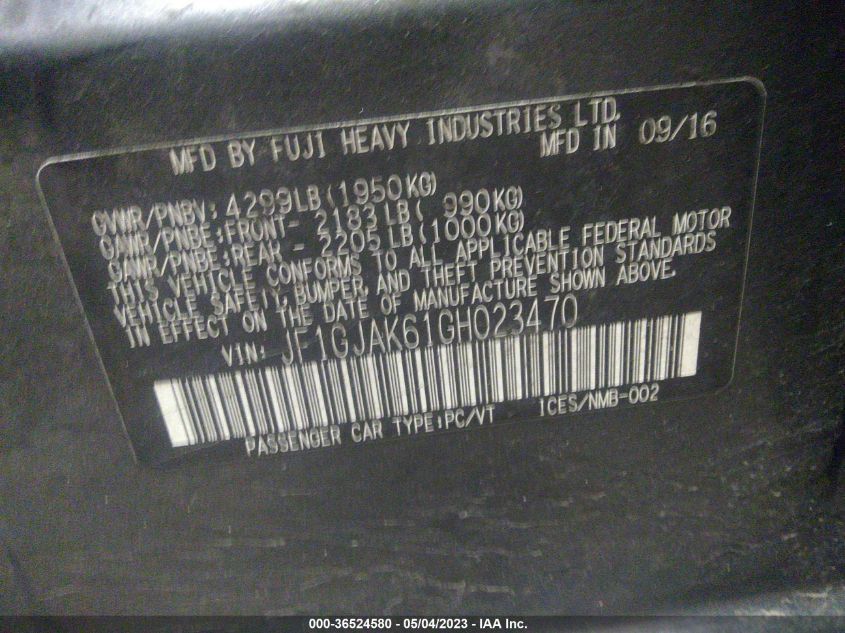 MFD BY FUJI HEAVY INDUSTRIES LTD.
MFD IN 09/16
GVWR/PNBV: 4299LB(1950KG)
GAWR/PNBE:FRONT- 2183LB( 990KG)
GAWR/PNBE:REAR - 2205LB(1000KG)
THIS VEHICLE CONFORMS TO ALL APPLICABLE FEDERAL MOTOR
VEHICLE SAFETY, BUMPER, AND THEFT PREVENTION STANDARDS
IN EFFECT ON THE DATE OF MANUFACTURE SHOWN ABOVE.
VIN: JF1GJAK61GH023470
PASSENGER CAR TYPE:PC/VT ICES/NMB-002
000-36524580 - 05/04/2023 - IAA Inc.